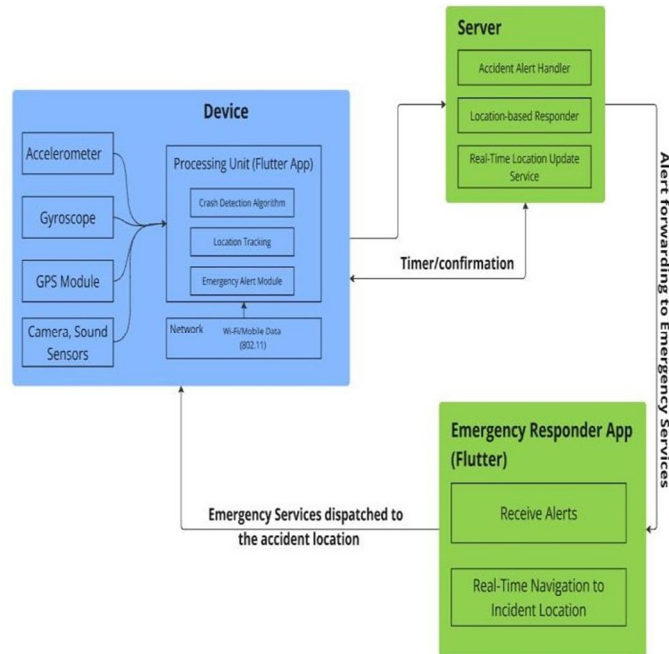 Server
Accident Alert Handler
Location-based Responder
Real-Time Location Update
Service
Device
Accelerometer
Gyroscope
GPS Module
Camera, Sound
Sensors
Processing Unit (Flutter App)
Crash Detection Algorithm
Location Tracking
Emergency Alert Module
Network
Wi-Fi/Mobile Data
(802.11)
Timer/confirmation
Alert forwarding to Emergency Services
Emergency Responder App
(Flutter)
Receive Alerts
Real-Time Navigation to
Incident Location
Emergency Services dispatched to
the accident location